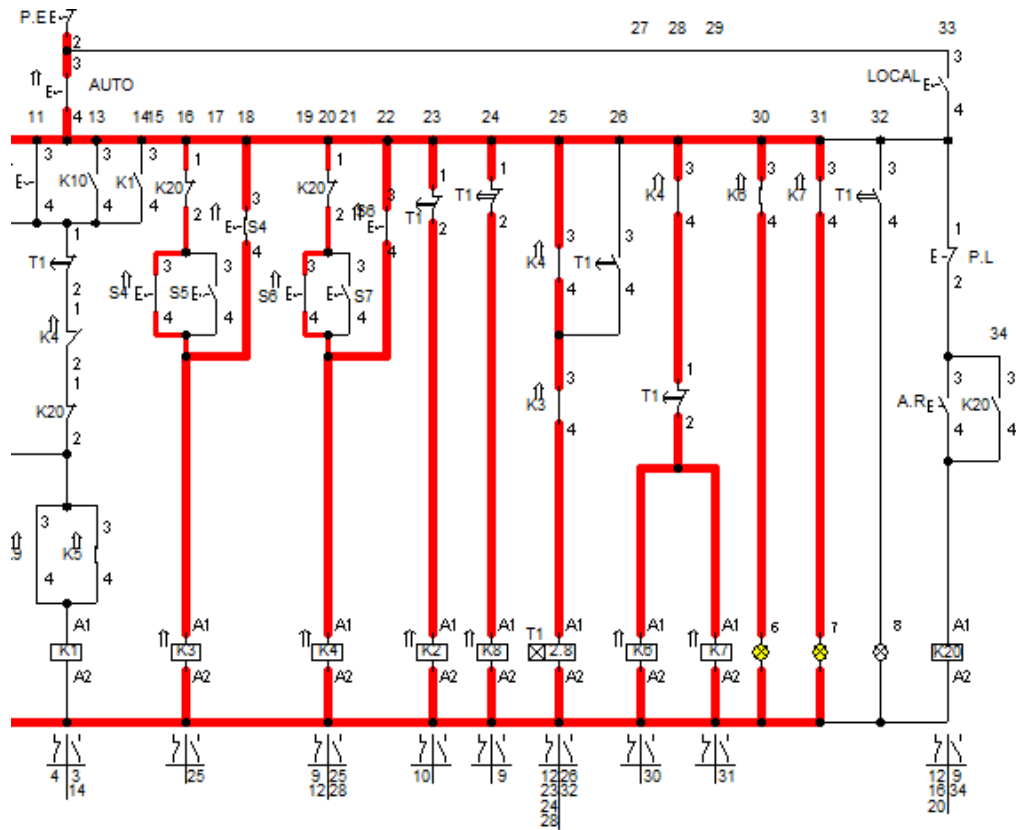 P.E E 27 28 29 33
2
3 3
E AUTO LOCAL E
4 4
11 13 14 15 16 17 18 19 20 21 22 23 24 25 26 30 31 32
3 3 3 1 3 1 3 1 1 3 3 3 3 3 3
E K10 K1 K20 E S4 K20 S6 E T1 T1 K4 K6 K7 T1
4 4 4 2 4 2 4 2 2 4 4 4 4
1 3 3 3 3 3 3 1
T1 S4 E S5 E S6 E S7 E K4 T1 E P.L
2 4 4 4 4 4 4 2
1
K4 34
2
1 3 1 3 3
K20 K3 T1 A.R E K20
2 4 2 4 4
3 3
9 K5
4 4
A1 A1 A1 A1 A1 T1 A1 A1 A1 6 7 8 A1
K1 K3 K4 K2 K8 2.8 K6 K7 K20
A2 A2 A2 A2 A2 A2 A2 A2 A2
4 3 25 9 25 10 9 12 26 30 31 12 9
14 12 28 23 32 16 34
24 20
28